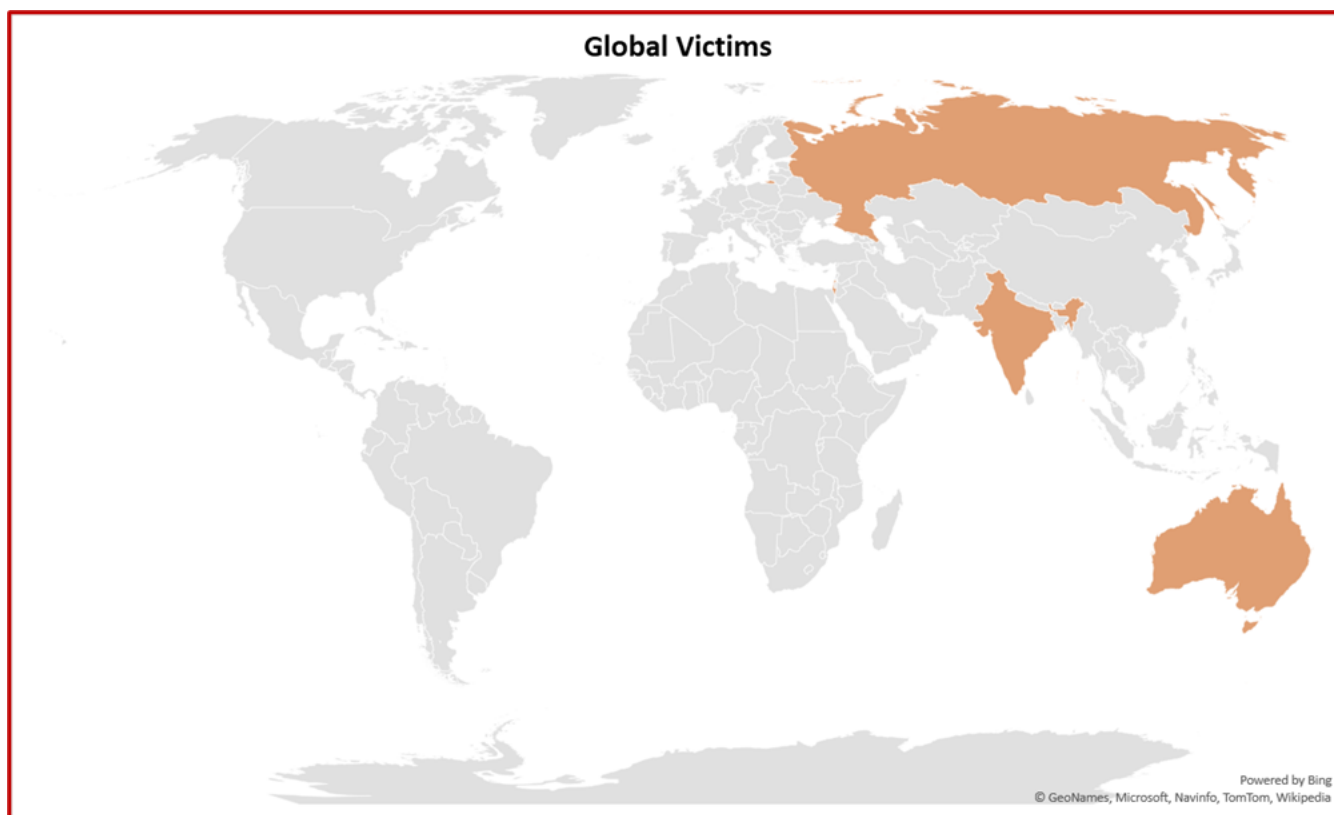 Global Victims
Powered by Bing
© GeoNames, Microsoft, Navinfo, TomTom, Wikipedia